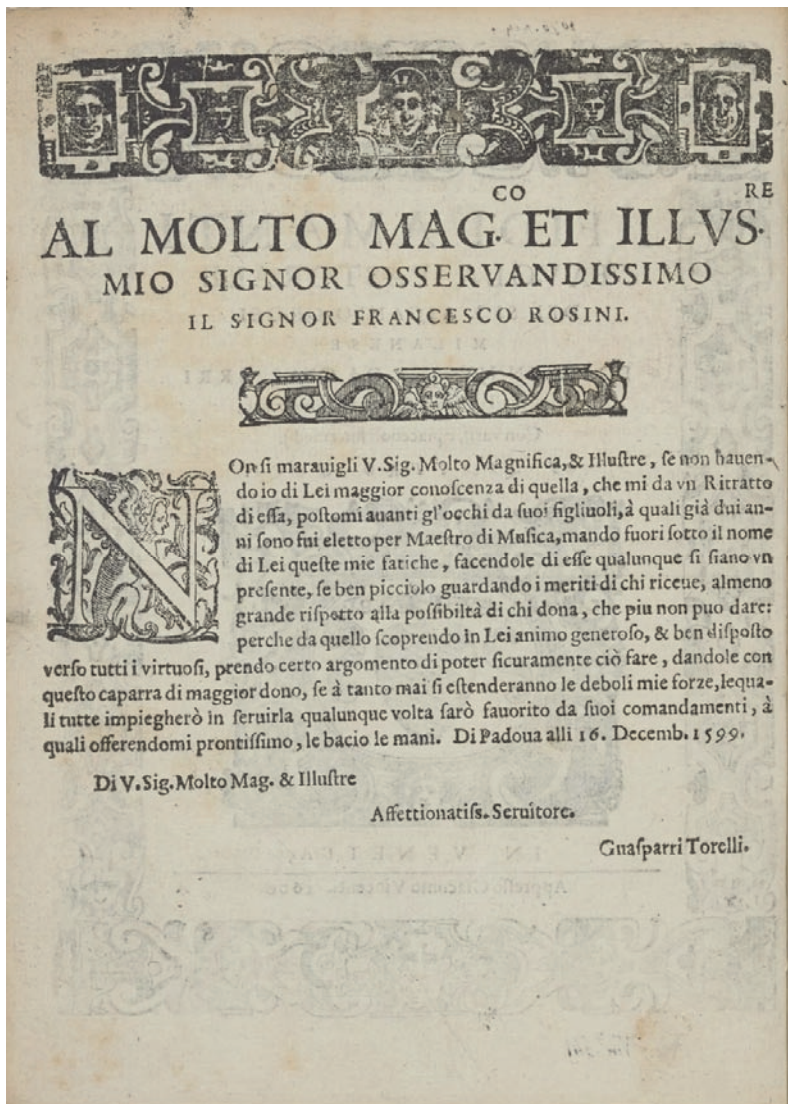 CO RE
AL MOLTO MAG. ET ILLVS.
MIO SIGNOR OSSERVANDISSIMO
IL SIGNOR FRANCESCO ROSINI.
NOn si marauigli V.Sig. Molto Magnifica, & Illustre, se non hauen-
do io di Lei maggior conoscenza di quella, che mi da vn Ritratto
di essa, postomi auanti gl'occhi da suoi figliuoli, à quali già dui an-
ni sono fui eletto per Maestro di Musica, mando fuori sotto il nome
di Lei queste mie fatiche, facendole di esse qualunque si siano vn
presente, se ben picciolo guardando i meriti di chi riceue, almeno
grande rispetto alla possibiltà di chi dona, che piu non puo dare:
perche da quello scoprendo in Lei animo generoso, & ben disposto
verso tutti i virtuosi, prendo certo argomento di poter sicuramente ciò fare, dandole con
questo caparra di maggior dono, se à tanto mai si estenderanno le deboli mie forze, lequa-
li tutte impiegherò in seruirla qualunque volta sarò fauorito da suoi comandamenti, à
quali offerendomi prontissimo, le bacio le mani. Di Padoua alli 16. Decemb. 1599.
Di V. Sig. Molto Mag. & Illustre
Affettionatiss. Seruitore.
Guasparri Torelli.